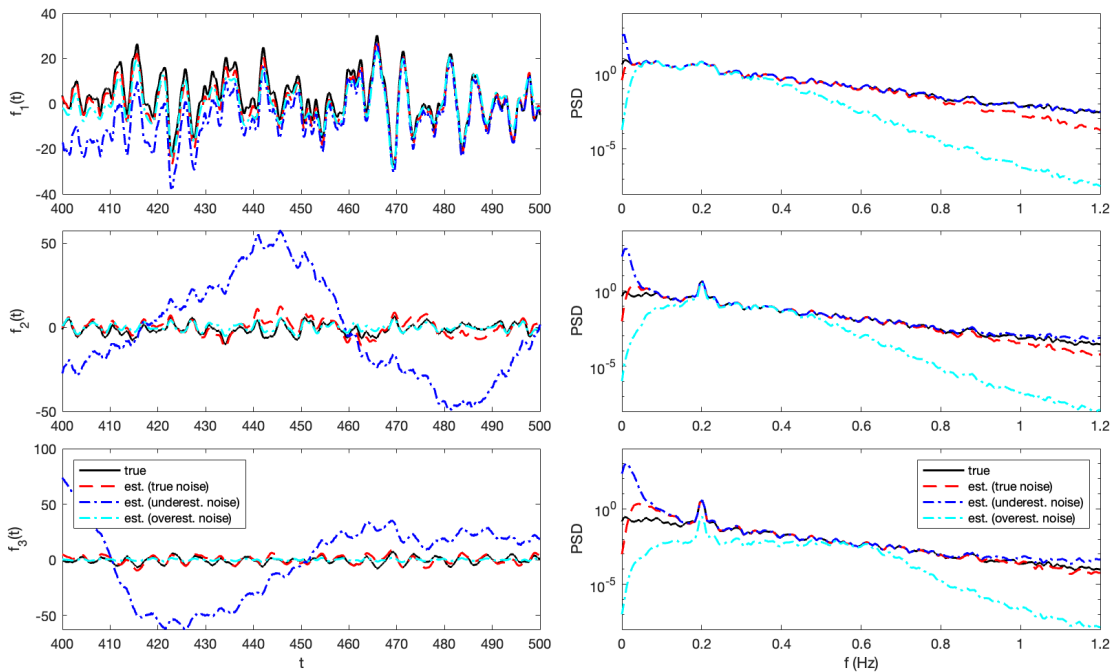 40
20
0
-20
-40
f_1(t)
400 410 420 430 440 450 460 470 480 490 500
10^0
10^-5
PSD
0 0.2 0.4 0.6 0.8 1 1.2
50
0
-50
f_2(t)
400 410 420 430 440 450 460 470 480 490 500
10^0
10^-5
PSD
0 0.2 0.4 0.6 0.8 1 1.2
100
50
0
-50
f_3(t)
true
est. (true noise)
est. (underest. noise)
est. (overest. noise)
400 410 420 430 440 450 460 470 480 490 500
t
10^0
10^-5
PSD
true
est. (true noise)
est. (underest. noise)
est. (overest. noise)
0 0.2 0.4 0.6 0.8 1 1.2
f (Hz)